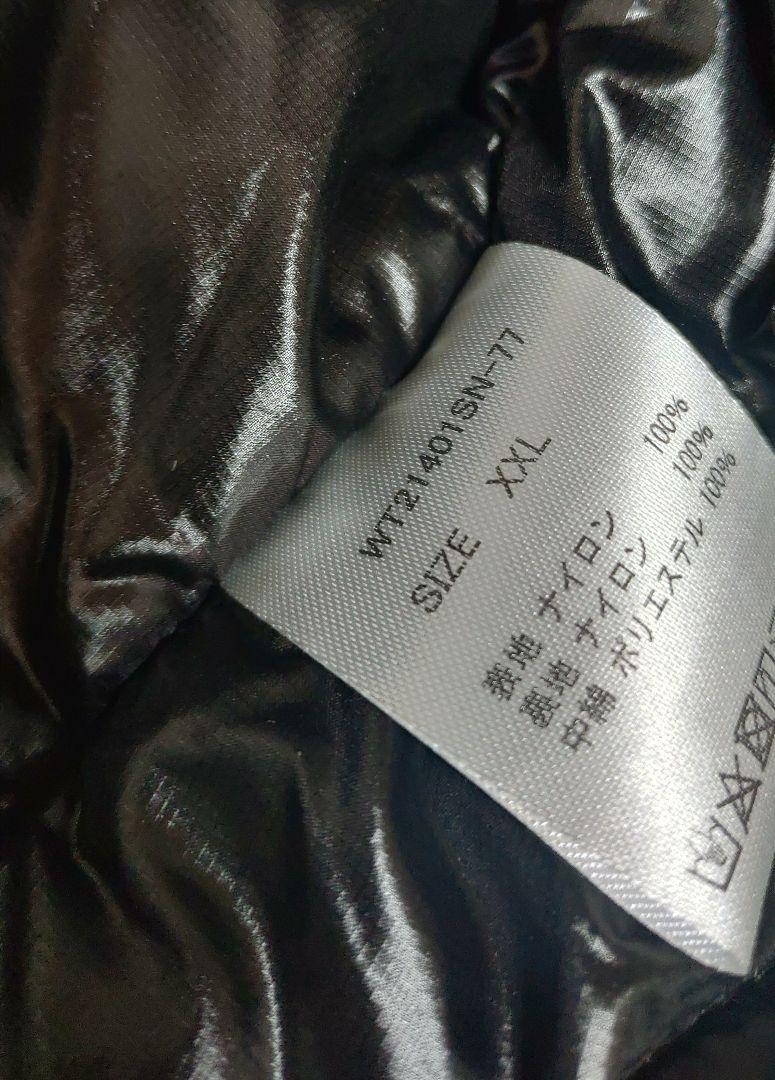 WT21401SN-77
SIZE XXL
表地 ナイロン 100%
裏地 ナイロン 100%
中綿 ポリエステル 100%